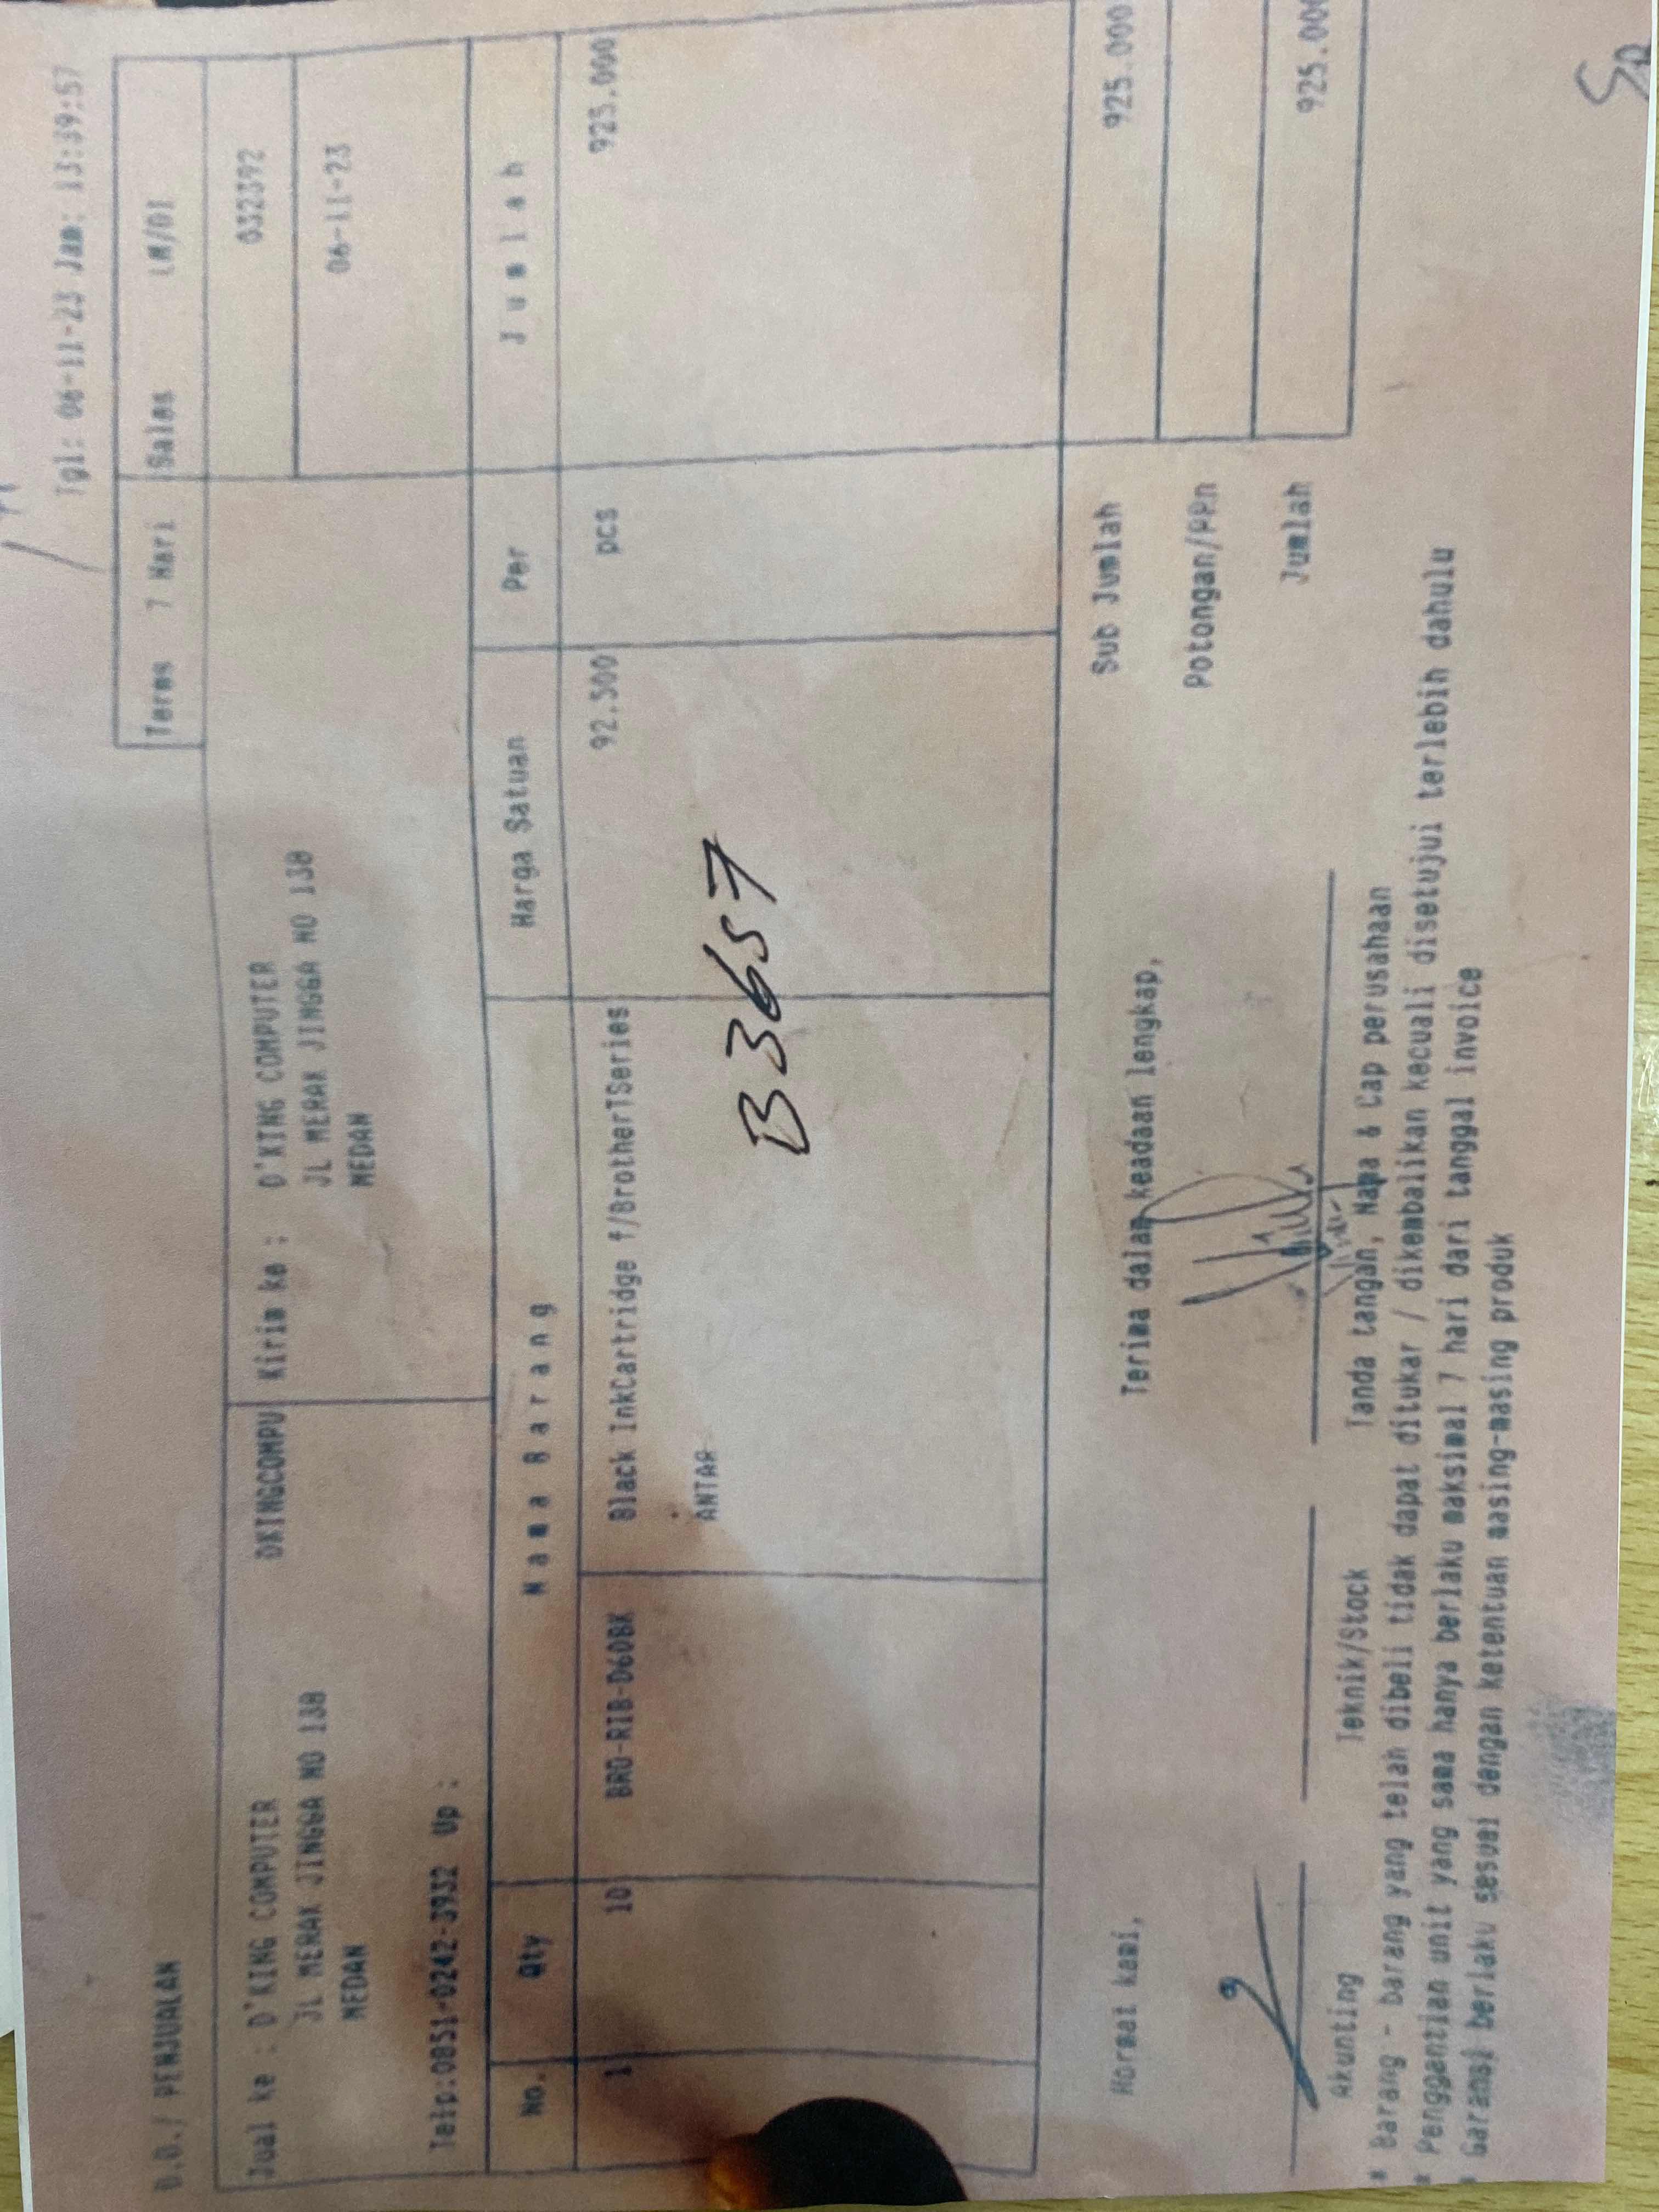 Tgl: 06-11-23 Jam: 13:39:57
D.O./ PENJUALAN
Terms 7 Hari Sales LM/DI
Jual ke : D'KING COMPUTER DKINGCOMPU Kirim ke : D'KING COMPUTER 032392
JL MERAK JINGGA NO 138 JL MERAK JINGGA NO 138 06-11-23
MEDAN MEDAN
Telp:0851-0242-3932 Up :
No. Qty Nama Barang Harga Satuan Per Jumlah
1 10 BRO-RIB-D60BK Black InkCartridge f/BrotherTSeries 92.500 pcs 925.000
ANTAR
B3657
Hormat kami, Terima dalam keadaan lengkap, Sub Jumlah 925.000
Potongan/PPn
Jumlah 925.000
Akunting Teknik/Stock Tanda tangan, Nama & Cap perusahaan
* Barang - barang yang telah dibeli tidak dapat ditukar / dikembalikan kecuali disetujui terlebih dahulu
* Penggantian unit yang sama hanya berlaku maksimal 7 hari dari tanggal invoice
* Garansi berlaku sesuai dengan ketentuan masing-masing produk